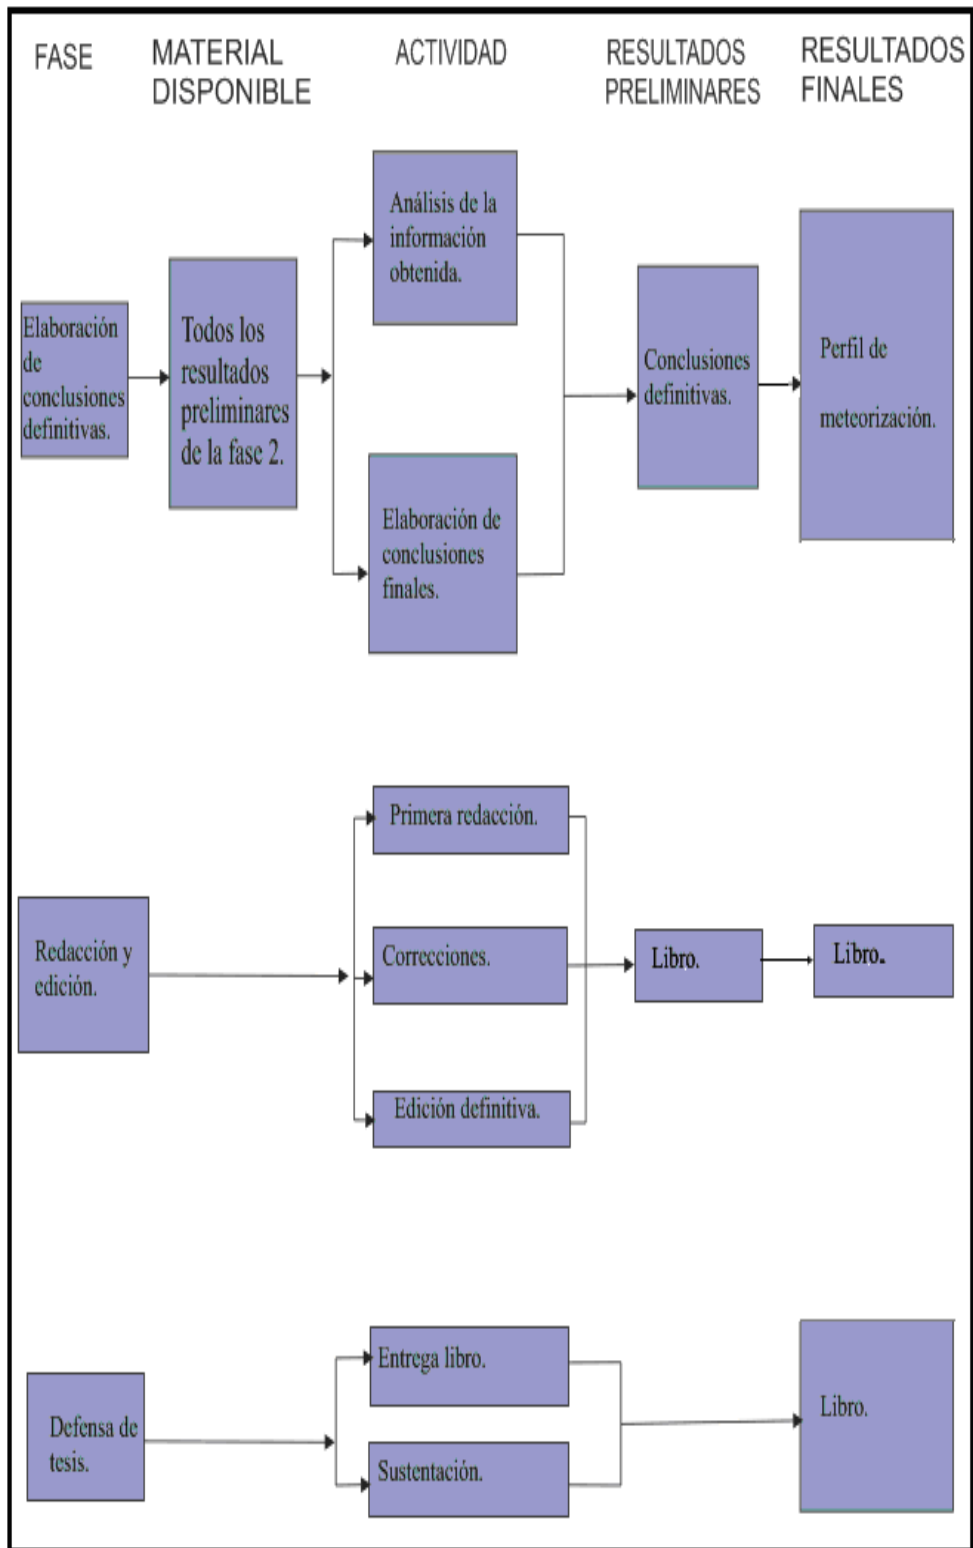 FASE
MATERIAL
DISPONIBLE
ACTIVIDAD
RESULTADOS
PRELIMINARES
RESULTADOS
FINALES
Elaboración
de
conclusiones
definitivas.
Todos los
resultados
preliminares
de la fase 2.
Análisis de la
información
obtenida.
Elaboración de
conclusiones
finales.
Conclusiones
definitivas.
Perfil de
meteorización.
Redacción y
edición.
Primera redacción.
Correcciones.
Edición definitiva.
Libro.
Libro.
Defensa de
tesis.
Entrega libro.
Sustentación.
Libro.